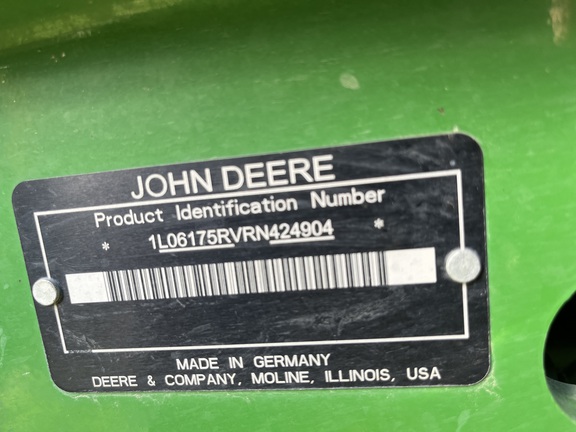 JOHN DEERE
Product Identification Number
* 1L06175RVRN424904 *
MADE IN GERMANY
DEERE & COMPANY, MOLINE, ILLINOIS, USA